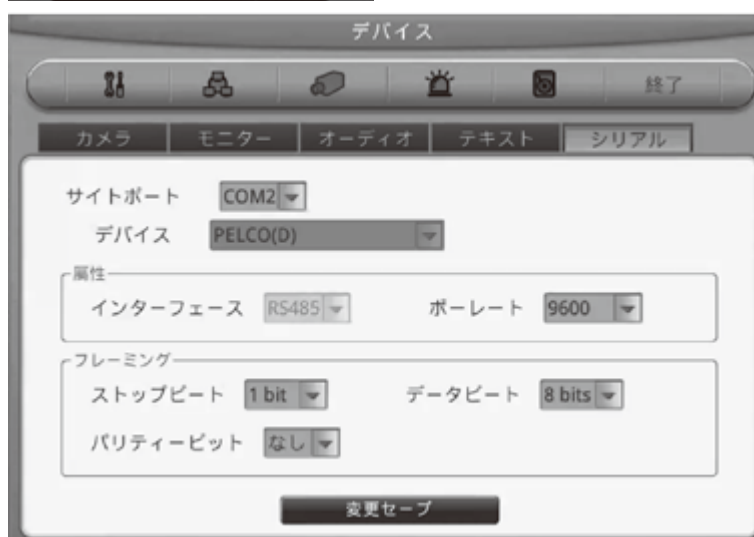 デバイス
終了
カメラ モニター オーディオ テキスト シリアル
サイトポート COM2
デバイス PELCO(D)
属性
インターフェース RS485 ボーレート 9600
フレーミング
ストップビート 1 bit データビート 8 bits
パリティービット なし
変更セーブ